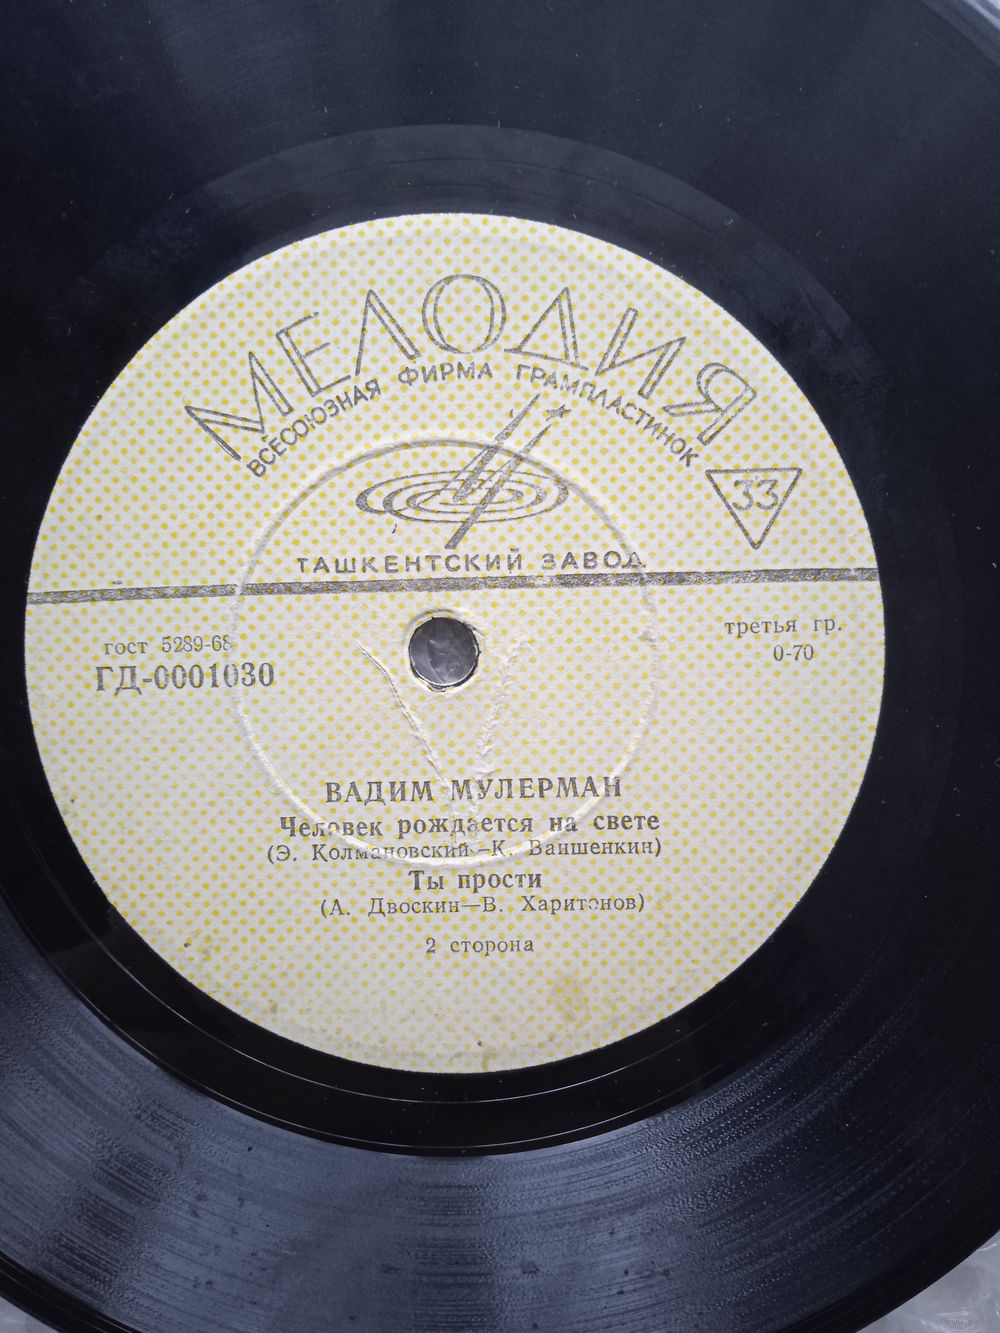 МЕЛОДИЯ
ВСЕСОЮЗНАЯ ФИРМА ГРАМПЛАСТИНОК
33
ТАШКЕНТСКИЙ ЗАВОД
гост 5289-68
ГД-0001030
третья гр.
0-70
ВАДИМ МУЛЕРМАН
Человек рождается на свете
(Э. Колмановский—К. Ваншенкин)
Ты прости
(А. Двоскин—В. Харитонов)
2 сторона